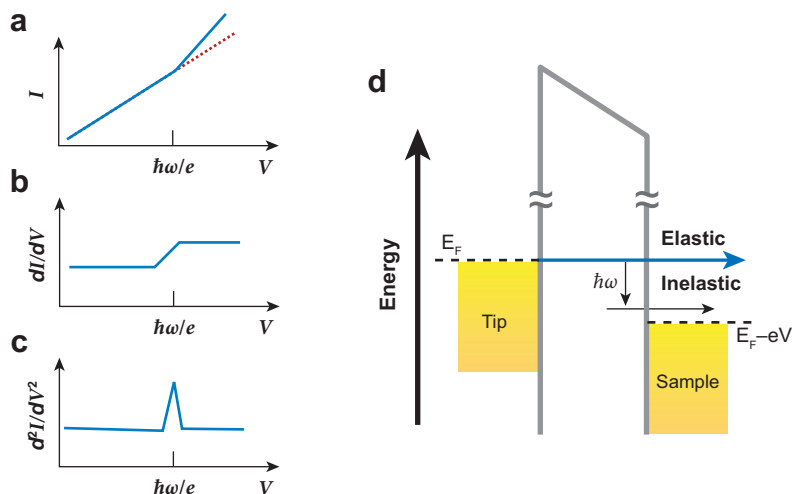 a
I
ħω/e
V
b
dI/dV
ħω/e
V
c
d²I/dV²
ħω/e
V
d
Energy
E_F
Elastic
ħω
Inelastic
Tip
E_F–eV
Sample